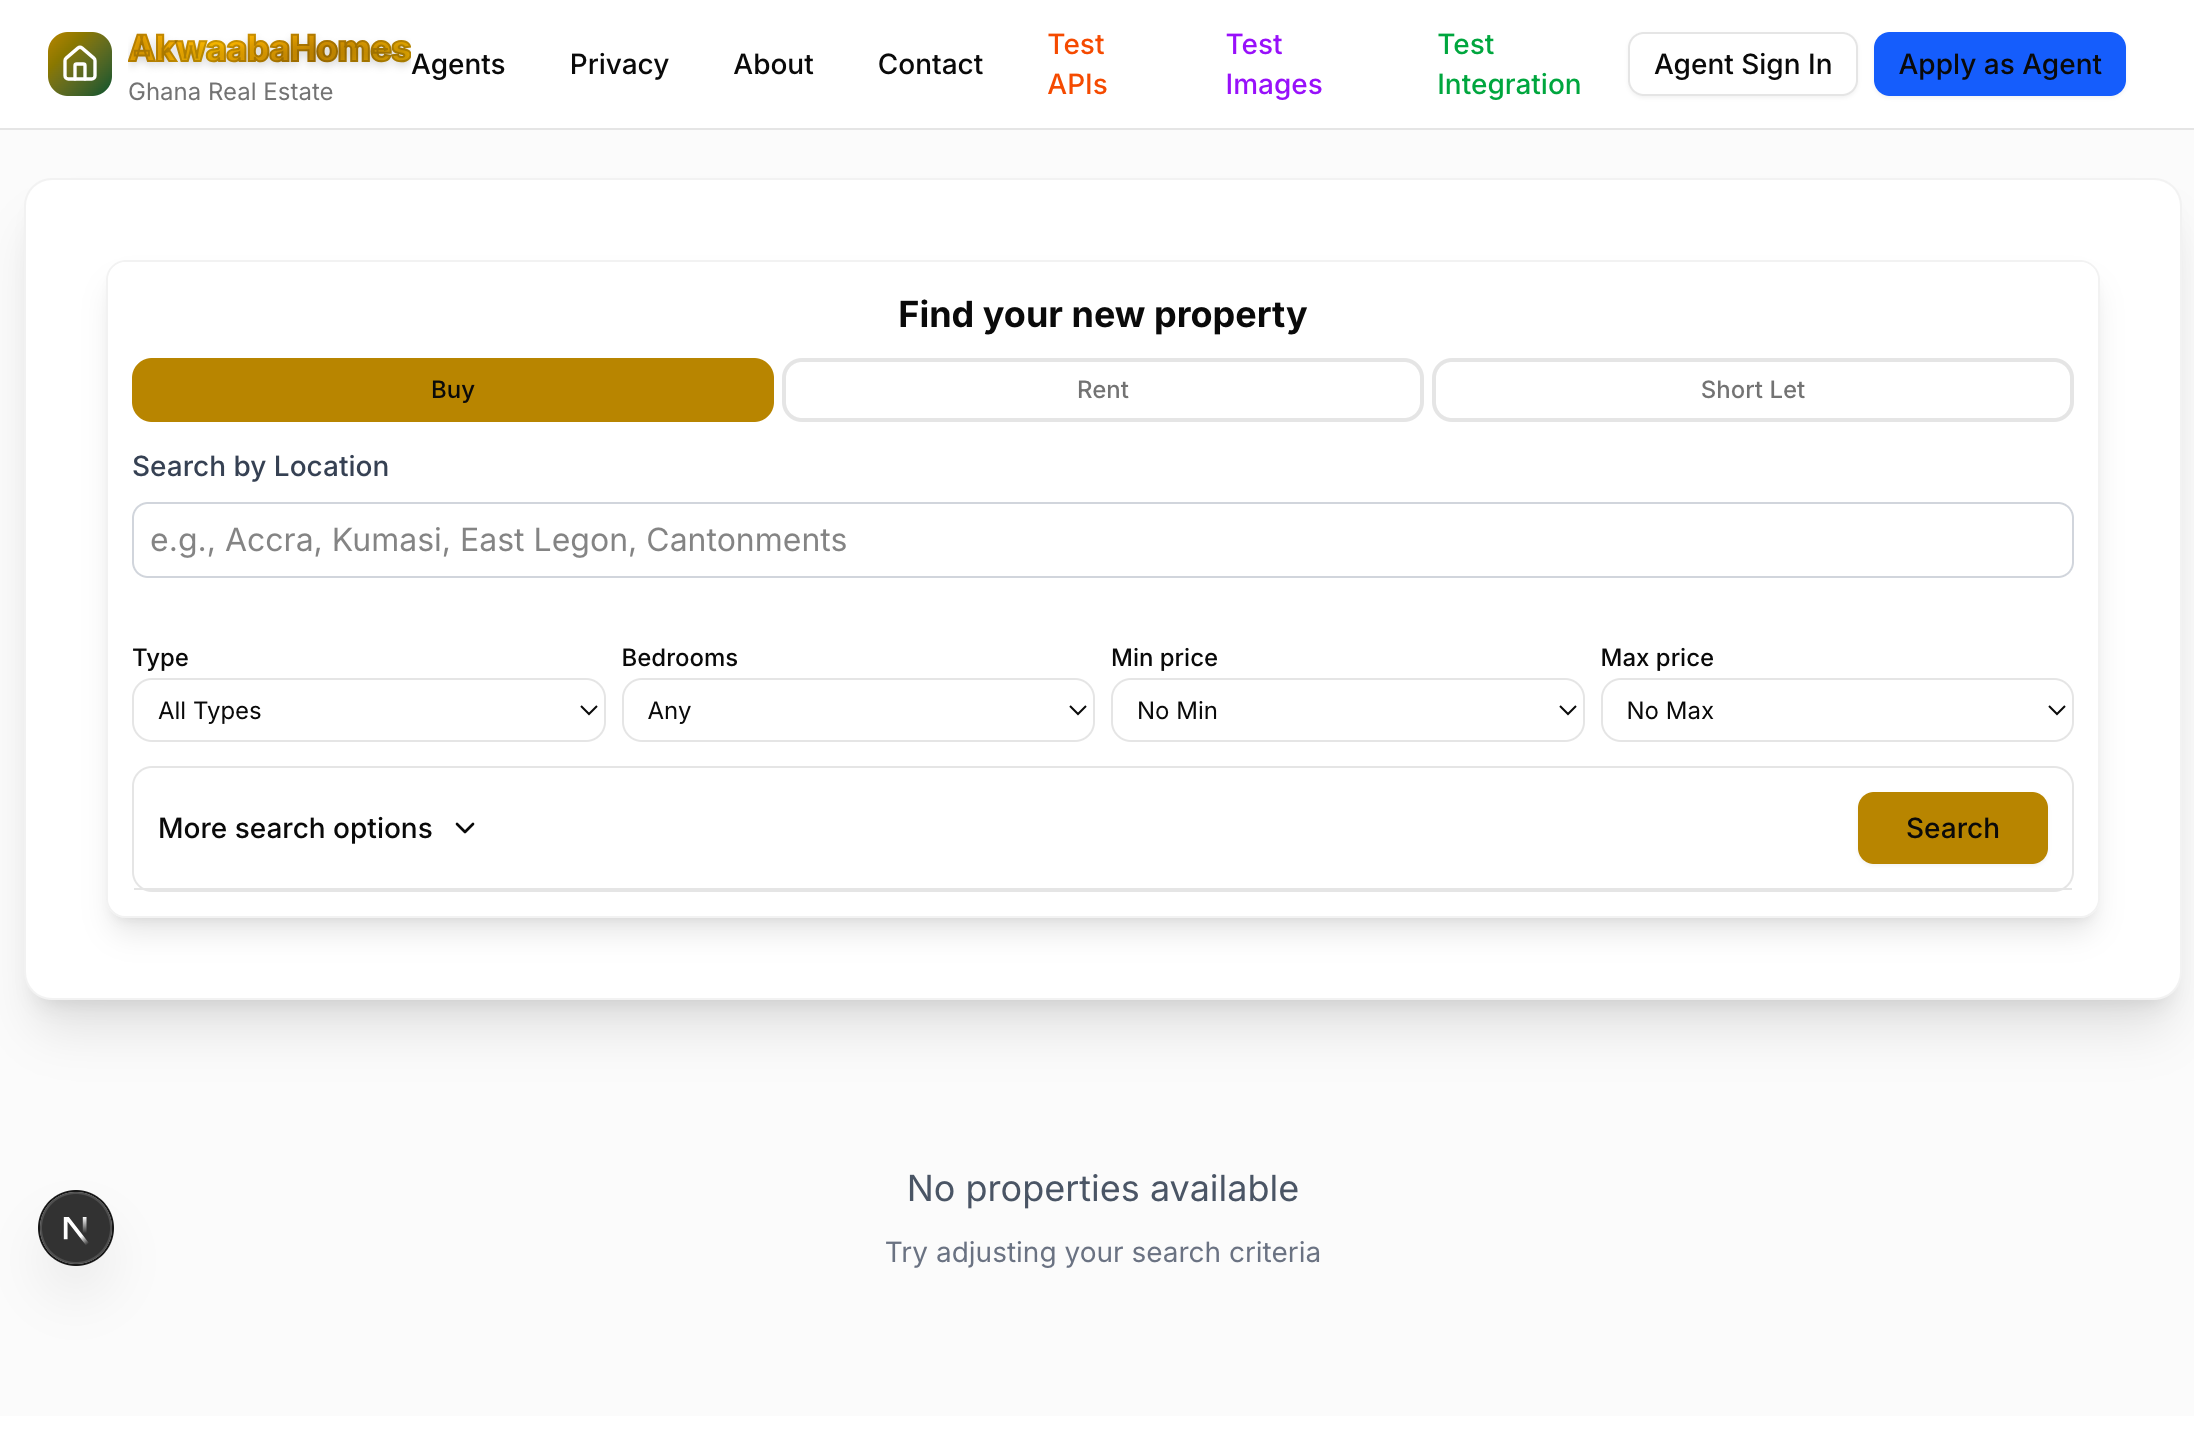 AkwaabaHomes
Ghana Real Estate
Agents
Privacy
About
Contact
Test
APIs
Test
Images
Test
Integration
Agent Sign In
Apply as Agent
Find your new property
Buy
Rent
Short Let
Search by Location
e.g., Accra, Kumasi, East Legon, Cantonments
Type
Bedrooms
Min price
Max price
All Types
Any
No Min
No Max
More search options
Search
No properties available
Try adjusting your search criteria
N